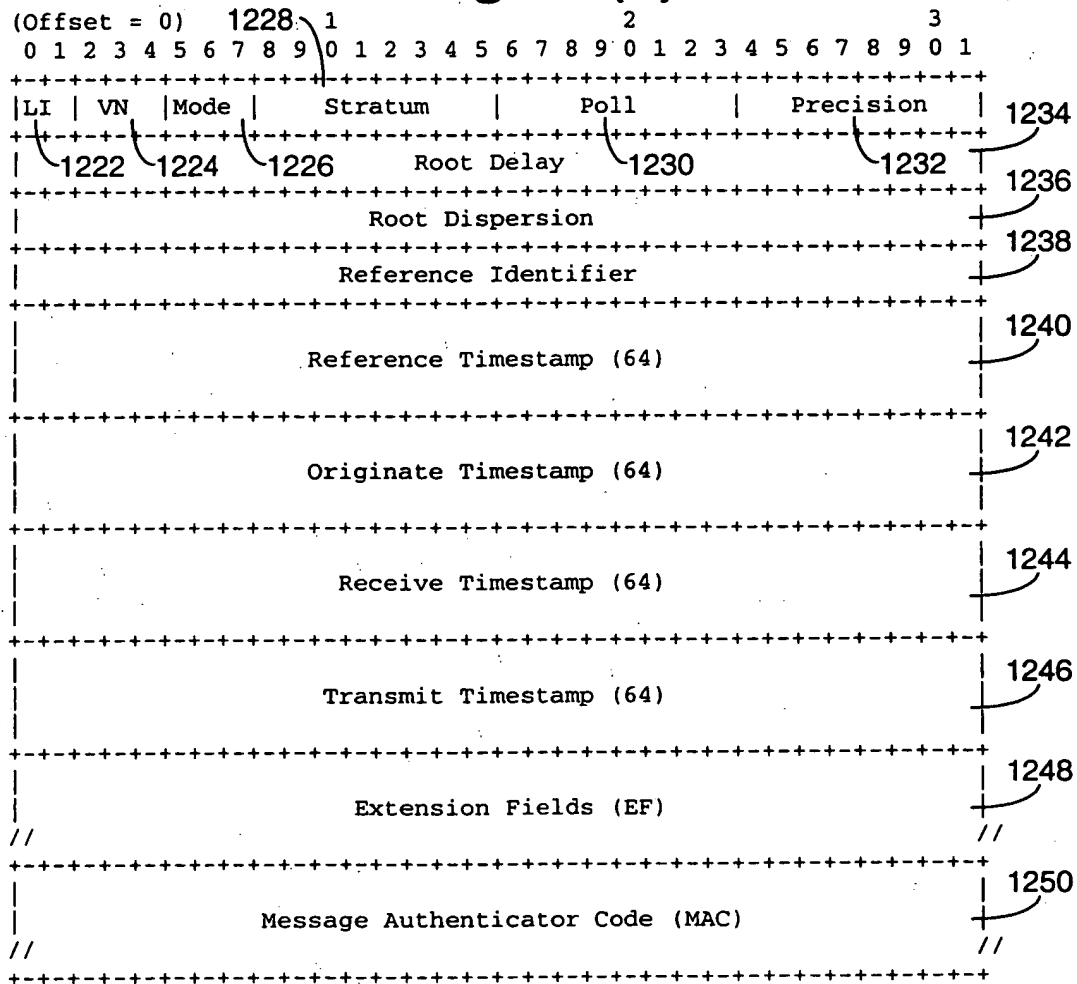 (Offset = 0) 1228 1 2 3
0 1 2 3 4 5 6 7 8 9 0 1 2 3 4 5 6 7 8 9 0 1 2 3 4 5 6 7 8 9 0 1
+-+-+-+-+-+-+-+-+-+-+-+-+-+-+-+-+-+-+-+-+-+-+-+-+-+-+-+-+-+-+-+-+
|LI | VN |Mode | Stratum | Poll | Precision | 1234
+-+-+-+-+-+-+-+-+-+-+-+-+-+-+-+-+-+-+-+-+-+-+-+-+-+-+-+-+-+-+-+-+
| 1222 1224 1226 Root Delay 1230 1232 | 1236
+-+-+-+-+-+-+-+-+-+-+-+-+-+-+-+-+-+-+-+-+-+-+-+-+-+-+-+-+-+-+-+-+
| Root Dispersion |
+-+-+-+-+-+-+-+-+-+-+-+-+-+-+-+-+-+-+-+-+-+-+-+-+-+-+-+-+-+-+-+-+ 1238
| Reference Identifier |
+-+-+-+-+-+-+-+-+-+-+-+-+-+-+-+-+-+-+-+-+-+-+-+-+-+-+-+-+-+-+-+-+
| | 1240
| Reference Timestamp (64) |
| |
+-+-+-+-+-+-+-+-+-+-+-+-+-+-+-+-+-+-+-+-+-+-+-+-+-+-+-+-+-+-+-+-+
| | 1242
| Originate Timestamp (64) |
| |
+-+-+-+-+-+-+-+-+-+-+-+-+-+-+-+-+-+-+-+-+-+-+-+-+-+-+-+-+-+-+-+-+
| | 1244
| Receive Timestamp (64) |
| |
+-+-+-+-+-+-+-+-+-+-+-+-+-+-+-+-+-+-+-+-+-+-+-+-+-+-+-+-+-+-+-+-+
| | 1246
| Transmit Timestamp (64) |
| |
+-+-+-+-+-+-+-+-+-+-+-+-+-+-+-+-+-+-+-+-+-+-+-+-+-+-+-+-+-+-+-+-+
| | 1248
| Extension Fields (EF) |
// //
+-+-+-+-+-+-+-+-+-+-+-+-+-+-+-+-+-+-+-+-+-+-+-+-+-+-+-+-+-+-+-+-+
| | 1250
| Message Authenticator Code (MAC) |
// //
+-+-+-+-+-+-+-+-+-+-+-+-+-+-+-+-+-+-+-+-+-+-+-+-+-+-+-+-+-+-+-+-+